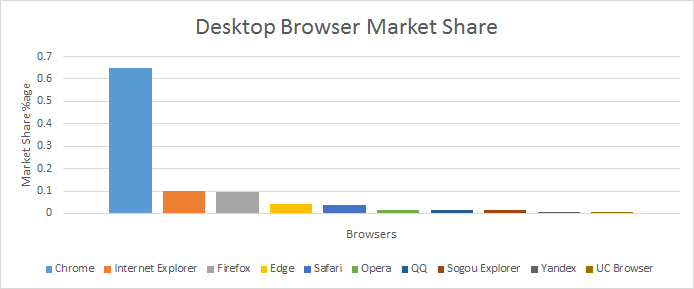 Desktop Browser Market Share
0.7
0.6
0.5
0.4
0.3
0.2
0.1
0
Market Share %age
Browsers
Chrome Internet Explorer Firefox Edge Safari Opera QQ Sogou Explorer Yandex UC Browser